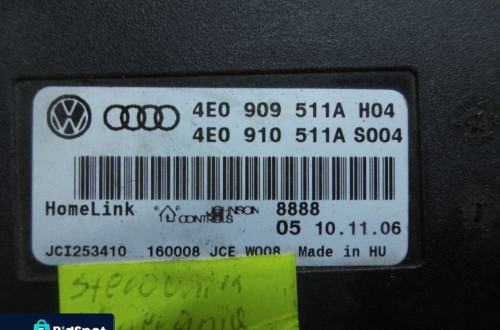 4E0 909 511A H04
4E0 910 511A S004
HomeLink JOHNSON CONTROLS 8888
05 10.11.06
JCI253410 160008 JCE W008 Made in HU
BidSpot